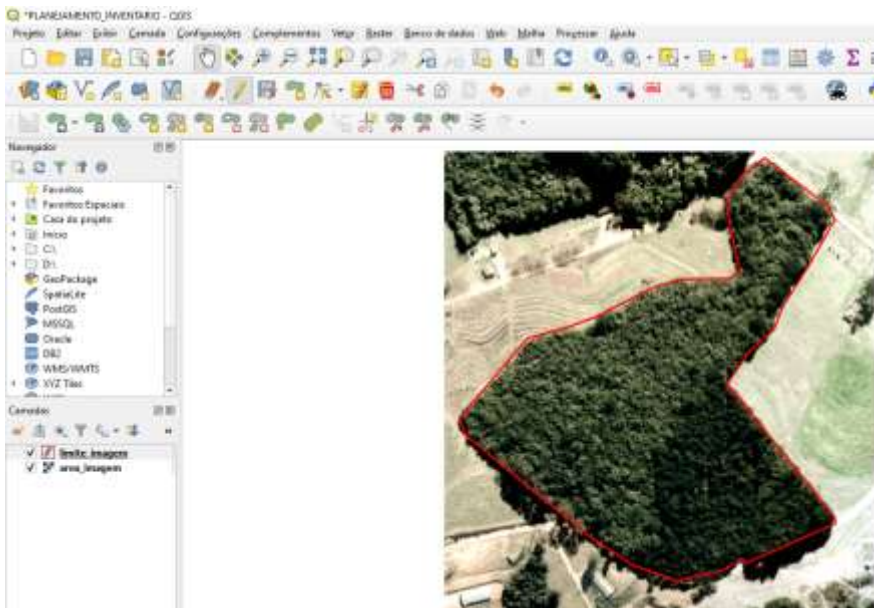 *PLANEJAMENTO_INVENTARIO - QGIS
Projeto Editar Exibir Camada Configurações Complementos Vetor Raster Banco de dados Web Malha Processar Ajuda
Navegador
Favoritos
Favoritos Espaciais
Casa do projeto
Início
C:\
D:\
GeoPackage
SpatiaLite
PostGIS
MSSQL
Oracle
DB2
WMS/WMTS
XYZ Tiles
Camadas
limite_imagem
area_imagem